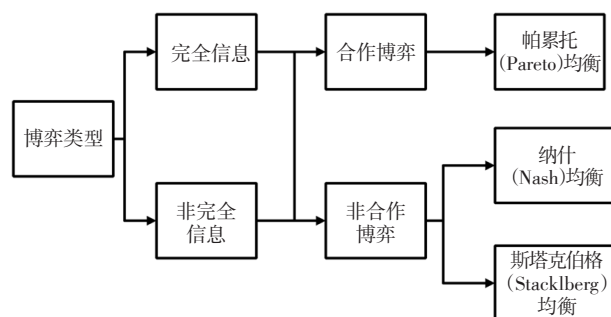 博弈类型
完全信息
非完全
信息
合作博弈
非合作
博弈
帕累托
(Pareto)均衡
纳什
(Nash)均衡
斯塔克伯格
(Stacklberg)
均衡